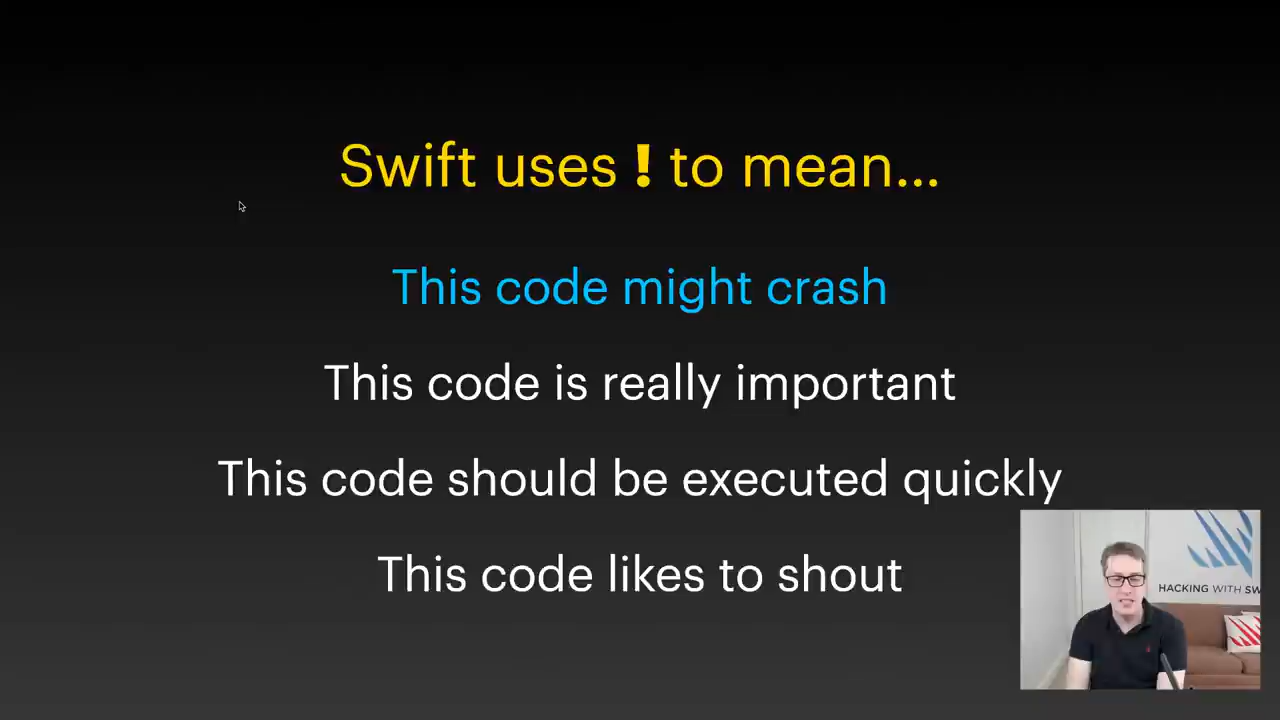 Swift uses ! to mean...
This code might crash
This code is really important
This code should be executed quickly
This code likes to shout
HACKING WITH SW